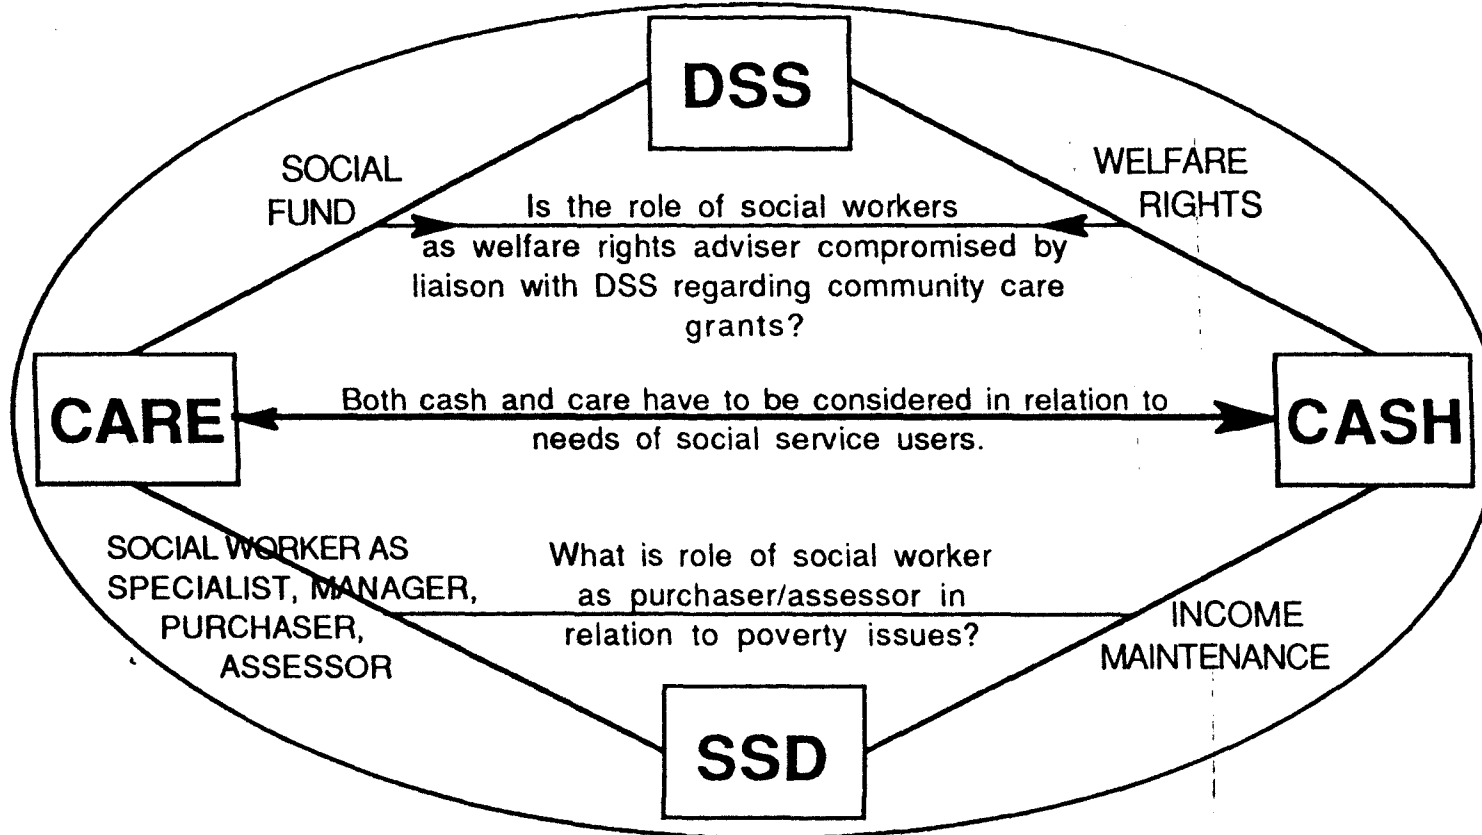 DSS
SOCIAL
FUND
WELFARE
RIGHTS
Is the role of social workers
as welfare rights adviser compromised by
liaison with DSS regarding community care
grants?
CARE
Both cash and care have to be considered in relation to
needs of social service users.
CASH
SOCIAL WORKER AS
SPECIALIST, MANAGER,
PURCHASER,
ASSESSOR
What is role of social worker
as purchaser/assessor in
relation to poverty issues?
INCOME
MAINTENANCE
SSD